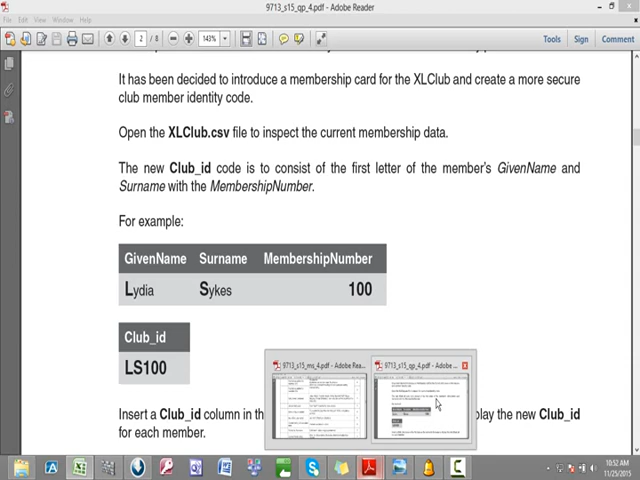 9713_s15_qp_4.pdf - Adobe Reader
File Edit View Window Help
2 / 8 143%
Tools Sign Comment
It has been decided to introduce a membership card for the XLClub and create a more secure
club member identity code.
Open the XLClub.csv file to inspect the current membership data.
The new Club_id code is to consist of the first letter of the member's GivenName and
Surname with the MembershipNumber.
For example:
GivenName Surname MembershipNumber
Lydia Sykes 100
Club_id
LS100
9713_s15_ms_4.pdf - Adobe Rea...
9713_s15_qp_4.pdf - Adobe ...
Insert a Club_id column in th
play the new Club_id
for each member.
10:52 AM
11/25/2015